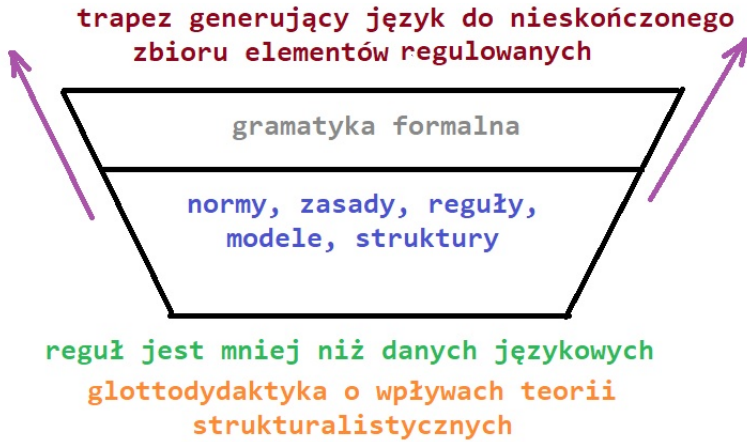 trapez generujący język do nieskończonego
zbioru elementów regulowanych
gramatyka formalna
normy, zasady, reguły,
modele, struktury
reguł jest mniej niż danych językowych
glottodydaktyka o wpływach teorii
strukturalistycznych